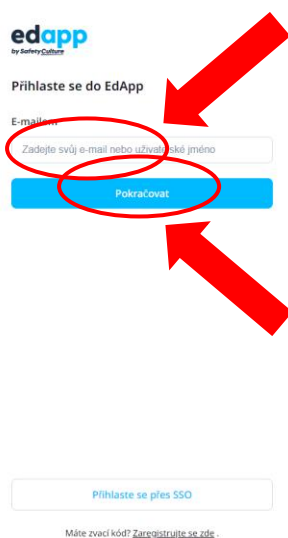 edapp
by SafetyCulture
Přihlaste se do EdApp
E-mailem
Zadejte svůj e-mail nebo uživatelské jméno
Pokračovat
Přihlaste se přes SSO
Máte zvací kód? Zaregistrujte se zde .